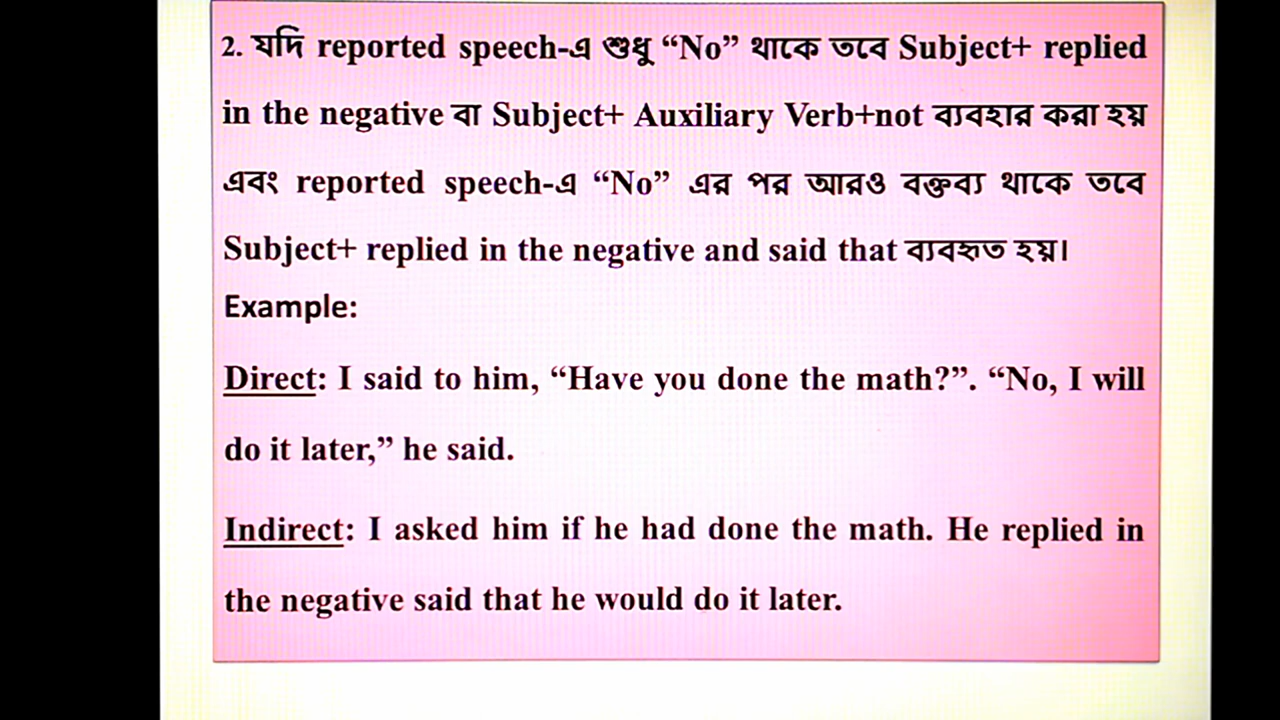 2. যদি reported speech-এ শুধু “No” থাকে তবে Subject+ replied
in the negative বা Subject+ Auxiliary Verb+not ব্যবহার করা হয়
এবং reported speech-এ “No” এর পর আরও বক্তব্য থাকে তবে
Subject+ replied in the negative and said that ব্যবহৃত হয়।
Example:
Direct: I said to him, “Have you done the math?”. “No, I will
do it later,” he said.
Indirect: I asked him if he had done the math. He replied in
the negative said that he would do it later.